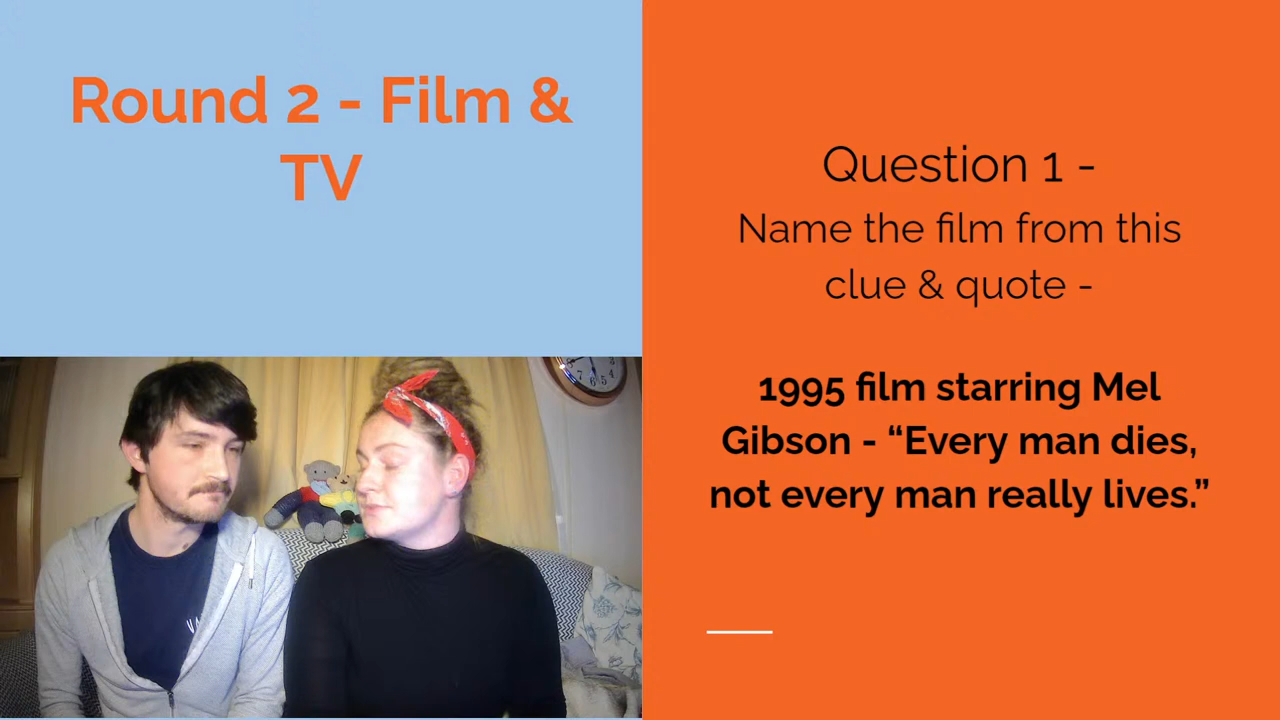 Round 2 - Film &
TV
Question 1 -
Name the film from this
clue & quote -
1995 film starring Mel
Gibson - “Every man dies,
not every man really lives.”